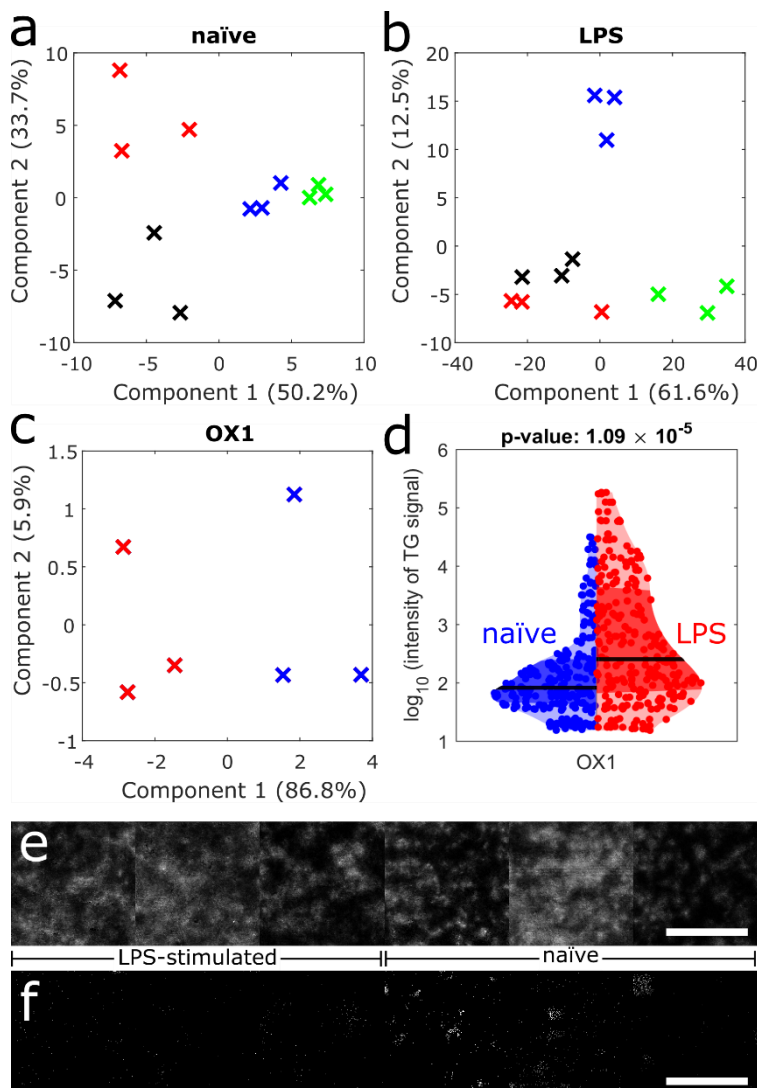 a
naïve
Component 2 (33.7%)
10
5
0
-5
-10
-10
-5
0
5
10
Component 1 (50.2%)
b
LPS
Component 2 (12.5%)
20
15
10
5
0
-5
-10
-40
-20
0
20
40
Component 1 (61.6%)
c
OX1
Component 2 (5.9%)
1.5
1
0.5
0
-0.5
-1
-4
-2
0
2
4
Component 1 (86.8%)
d
p-value: 1.09 × 10⁻⁵
log₁₀ (intensity of TG signal)
6
5
4
3
2
1
naïve
LPS
OX1
e
LPS-stimulated
naïve
f